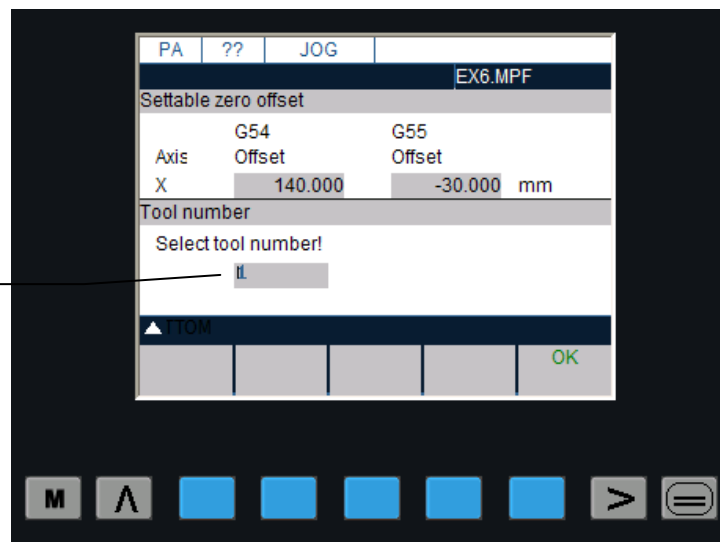 PA ?? JOG
EX6.MPF
Settable zero offset
G54 G55
Axis Offset Offset
X 140.000 -30.000 mm
Tool number
Select tool number!
TTOM
OK
M Λ >